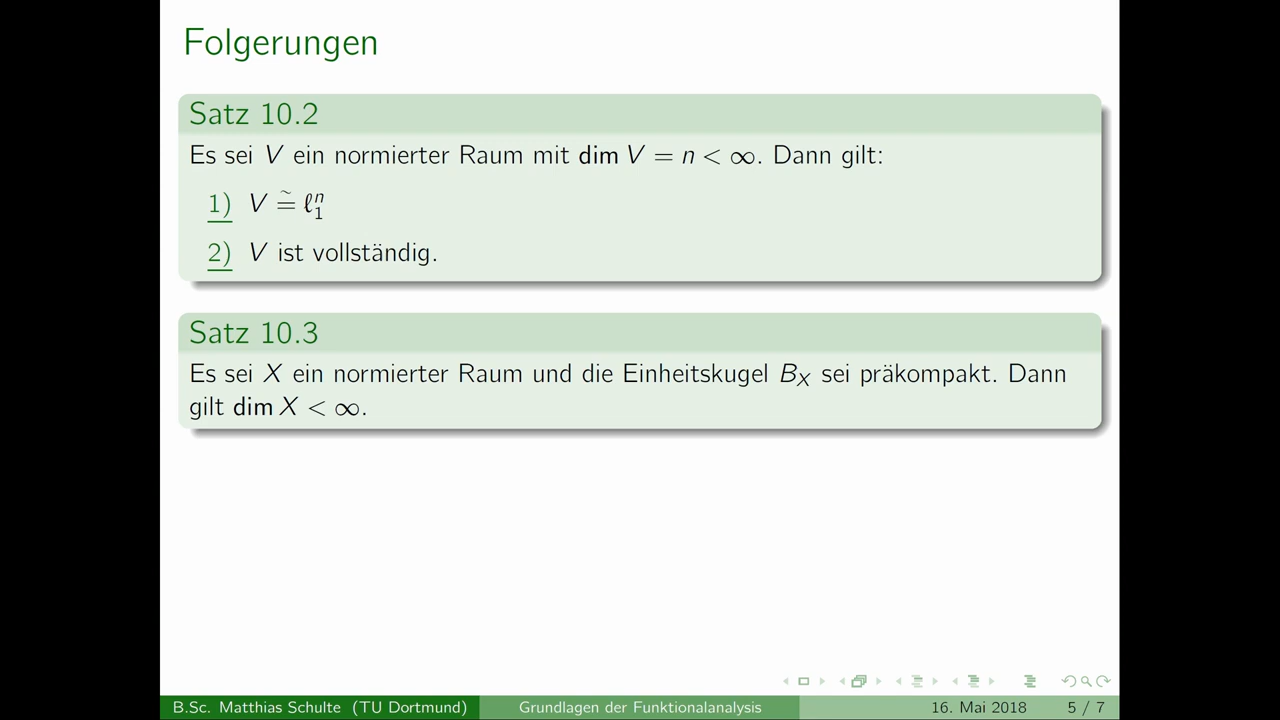 Folgerungen
Satz 10.2
Es sei V ein normierter Raum mit dim V = n < ∞. Dann gilt:
1) V ≅ ℓ₁ⁿ
2) V ist vollständig.
Satz 10.3
Es sei X ein normierter Raum und die Einheitskugel B_X sei präkompakt. Dann
gilt dim X < ∞.
B.Sc. Matthias Schulte (TU Dortmund) Grundlagen der Funktionalanalysis 16. Mai 2018 5 / 7